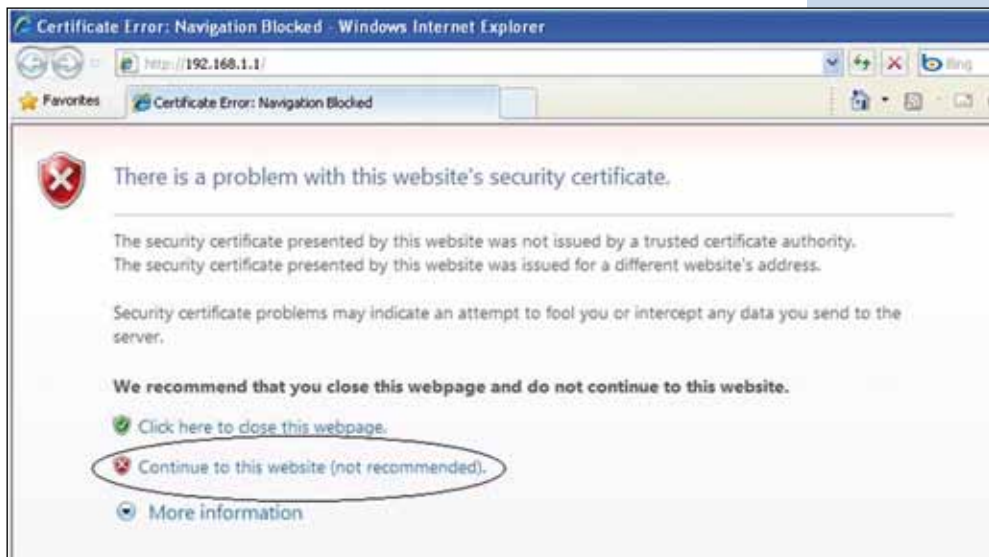 Certificate Error: Navigation Blocked - Windows Internet Explorer
http://192.168.1.1/
Bing
Favorites
Certificate Error: Navigation Blocked
There is a problem with this website's security certificate.
The security certificate presented by this website was not issued by a trusted certificate authority.
The security certificate presented by this website was issued for a different website's address.
Security certificate problems may indicate an attempt to fool you or intercept any data you send to the
server.
We recommend that you close this webpage and do not continue to this website.
Click here to close this webpage.
Continue to this website (not recommended).
More information